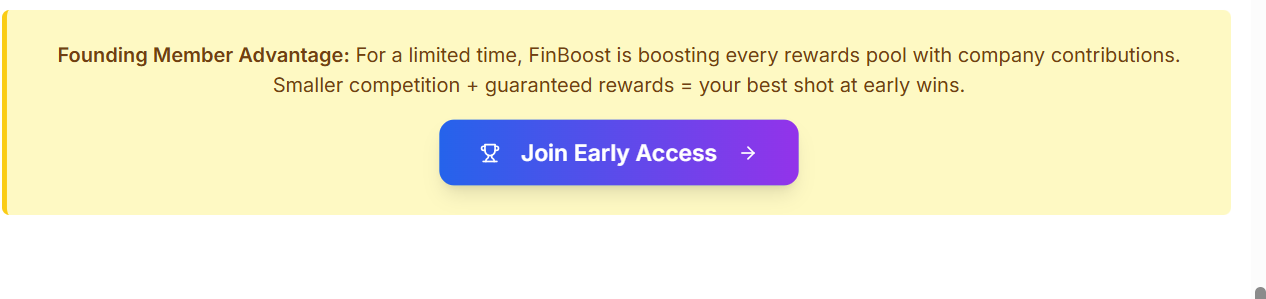 Founding Member Advantage: For a limited time, FinBoost is boosting every rewards pool with company contributions.
Smaller competition + guaranteed rewards = your best shot at early wins.
Join Early Access